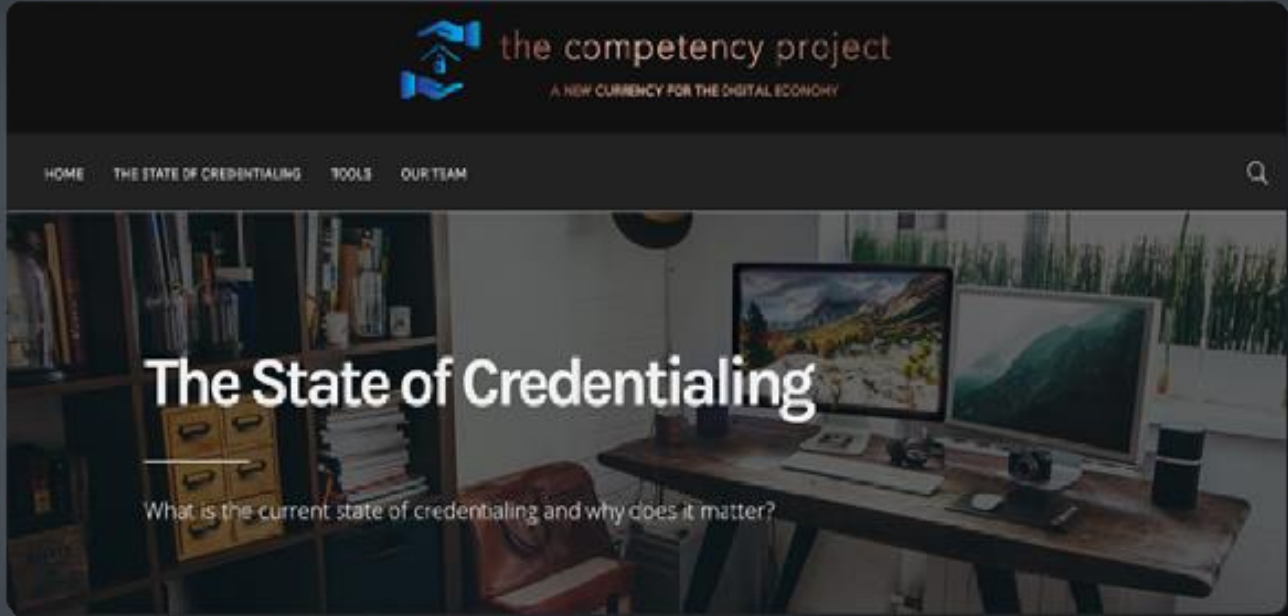 the competency project
A NEW CURRENCY FOR THE DIGITAL ECONOMY
HOME THE STATE OF CREDENTIALING TOOLS OUR TEAM
The State of Credentialing
What is the current state of credentialing and why does it matter?